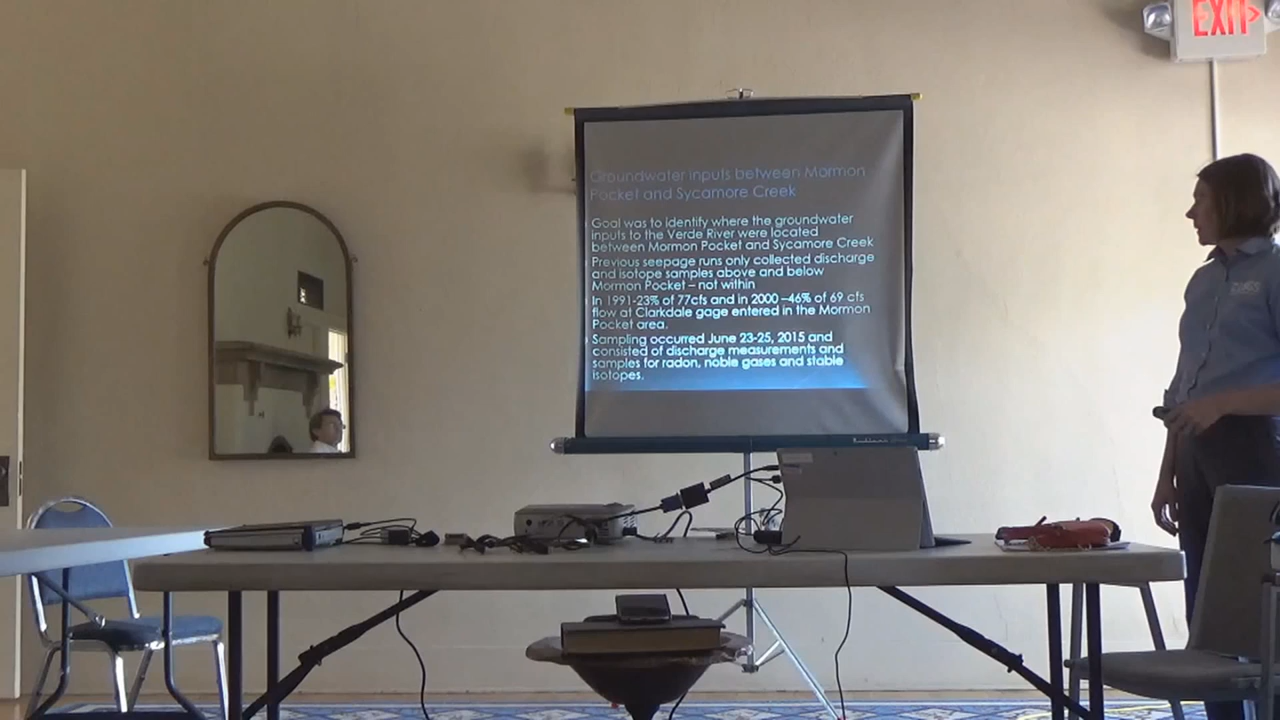 EXIT
Groundwater inputs between Mormon
Pocket and Sycamore Creek
Goal was to identify where the groundwater
inputs to the Verde River were located
between Mormon Pocket and Sycamore Creek
Previous seepage runs only collected discharge
and isotope samples above and below
Mormon Pocket – not within
In 1991-23% of 77cfs and in 2000 –46% of 69 cfs
flow at Clarkdale gage entered in the Mormon
Pocket area.
Sampling occurred June 23-25, 2015 and
consisted of discharge measurements and
samples for radon, noble gases and stable
isotopes.